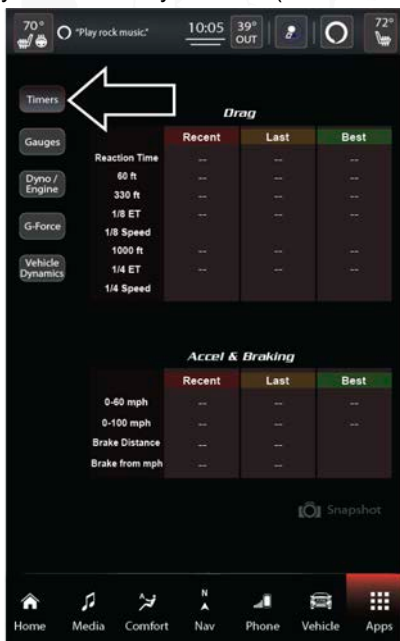 70° "Play rock music." 10:05 39° OUT 72°
Timers
Gauges
Dyno / Engine
G-Force
Vehicle Dynamics
Drag
Recent Last Best
Reaction Time -- -- --
60 ft -- -- --
330 ft -- -- --
1/8 ET -- -- --
1/8 Speed
1000 ft -- -- --
1/4 ET -- -- --
1/4 Speed
Accel & Braking
Recent Last Best
0-60 mph -- -- --
0-100 mph -- -- --
Brake Distance -- --
Brake from mph -- --
Snapshot
N
Home Media Comfort Nav Phone Vehicle Apps